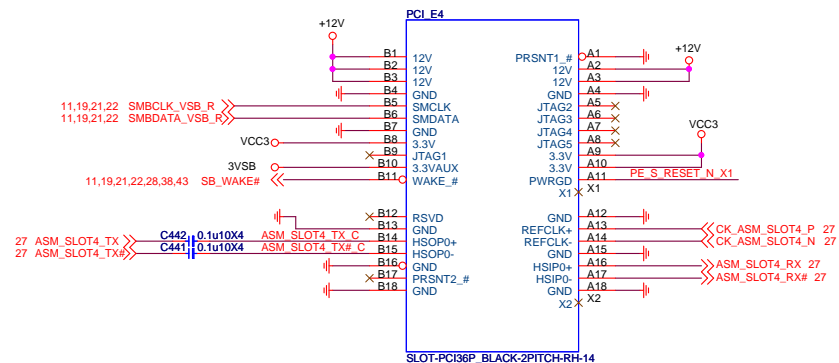 PCI_E4
+12V
+12V
B1 12V PRSNT1_# A1
B2 12V 12V A2
B3 12V 12V A3
B4 GND GND A4
11,19,21,22 SMBCLK_VSB_R B5 SMCLK JTAG2 A5
11,19,21,22 SMBDATA_VSB_R B6 SMDATA JTAG3 A6
B7 GND JTAG4 A7
VCC3 B8 3.3V JTAG5 A8 VCC3
B9 JTAG1 3.3V A9
3VSB B10 3.3VAUX 3.3V A10
11,19,21,22,28,38,43 SB_WAKE# B11 WAKE_# PWRGD A11 PE_S_RESET_N_X1
X1 X1
B12 RSVD GND A12
B13 GND REFCLK+ A13 CK_ASM_SLOT4_P 27
27 ASM_SLOT4_TX C442 0.1u10X4 ASM_SLOT4_TX_C B14 HSOP0+ REFCLK- A14 CK_ASM_SLOT4_N 27
27 ASM_SLOT4_TX# C441 0.1u10X4 ASM_SLOT4_TX#_C B15 HSOP0- GND A15
B16 GND HSIP0+ A16 ASM_SLOT4_RX 27
B17 PRSNT2_# HSIP0- A17 ASM_SLOT4_RX# 27
B18 GND GND A18
X2 X2
SLOT-PCI36P_BLACK-2PITCH-RH-14